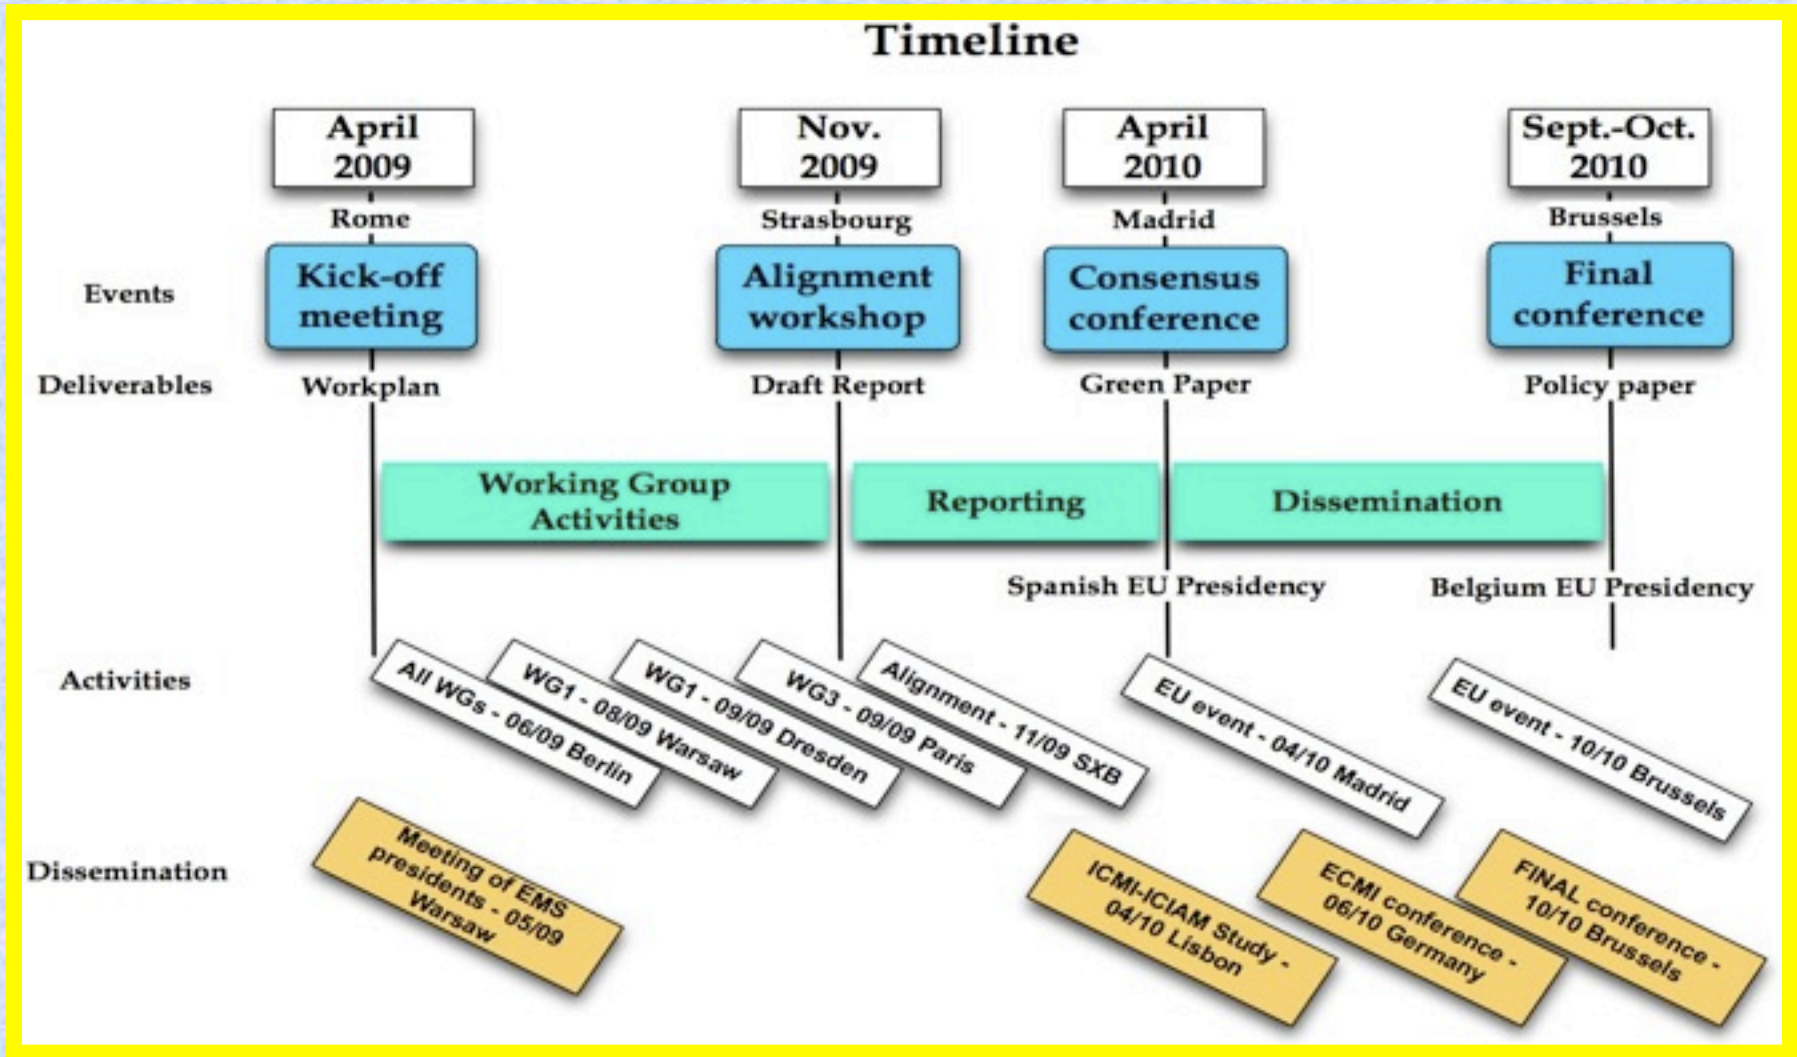 Timeline
April
2009
Nov.
2009
April
2010
Sept.-Oct.
2010
Rome
Strasbourg
Madrid
Brussels
Events
Kick-off
meeting
Alignment
workshop
Consensus
conference
Final
conference
Deliverables
Workplan
Draft Report
Green Paper
Policy paper
Working Group
Activities
Reporting
Dissemination
Spanish EU Presidency
Belgium EU Presidency
Activities
All WGs - 06/09 Berlin
WG1 - 08/09 Warsaw
WG1 - 09/09 Dresden
WG3 - 09/09 Paris
Alignment - 11/09 SXB
EU event - 04/10 Madrid
EU event - 10/10 Brussels
Dissemination
Meeting of EMS
presidents - 05/09
Warsaw
ICMI-ICIAM Study -
04/10 Lisbon
ECMI conference -
06/10 Germany
FINAL conference -
10/10 Brussels